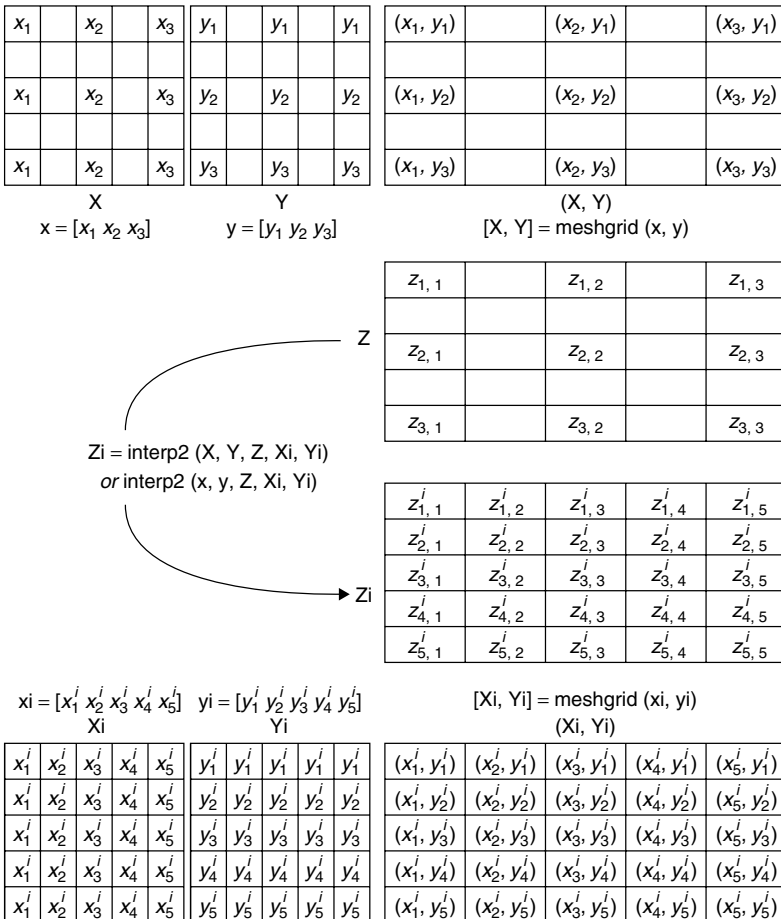 x₁ x₂ x₃ y₁ y₁ y₁ (x₁, y₁) (x₂, y₁) (x₃, y₁)
x₁ x₂ x₃ y₂ y₂ y₂ (x₁, y₂) (x₂, y₂) (x₃, y₂)
x₁ x₂ x₃ y₃ y₃ y₃ (x₁, y₃) (x₂, y₃) (x₃, y₃)
X Y (X, Y)
x = [x₁ x₂ x₃] y = [y₁ y₂ y₃] [X, Y] = meshgrid (x, y)
z₁,₁ z₁,₂ z₁,₃
Z z₂,₁ z₂,₂ z₂,₃
z₃,₁ z₃,₂ z₃,₃
Zi = interp2 (X, Y, Z, Xi, Yi)
or interp2 (x, y, Z, Xi, Yi)
zⁱ₁,₁ zⁱ₁,₂ zⁱ₁,₃ zⁱ₁,₄ zⁱ₁,₅
zⁱ₂,₁ zⁱ₂,₂ zⁱ₂,₃ zⁱ₂,₄ zⁱ₂,₅
Zi zⁱ₃,₁ zⁱ₃,₂ zⁱ₃,₃ zⁱ₃,₄ zⁱ₃,₅
zⁱ₄,₁ zⁱ₄,₂ zⁱ₄,₃ zⁱ₄,₄ zⁱ₄,₅
zⁱ₅,₁ zⁱ₅,₂ zⁱ₅,₃ zⁱ₅,₄ zⁱ₅,₅
xi = [xⁱ₁ xⁱ₂ xⁱ₃ xⁱ₄ xⁱ₅] yi = [yⁱ₁ yⁱ₂ yⁱ₃ yⁱ₄ yⁱ₅] [Xi, Yi] = meshgrid (xi, yi)
Xi Yi (Xi, Yi)
xⁱ₁ xⁱ₂ xⁱ₃ xⁱ₄ xⁱ₅ yⁱ₁ yⁱ₁ yⁱ₁ yⁱ₁ yⁱ₁ (xⁱ₁, yⁱ₁) (xⁱ₂, yⁱ₁) (xⁱ₃, yⁱ₁) (xⁱ₄, yⁱ₁) (xⁱ₅, yⁱ₁)
xⁱ₁ xⁱ₂ xⁱ₃ xⁱ₄ xⁱ₅ yⁱ₂ yⁱ₂ yⁱ₂ yⁱ₂ yⁱ₂ (xⁱ₁, yⁱ₂) (xⁱ₂, yⁱ₂) (xⁱ₃, yⁱ₂) (xⁱ₄, yⁱ₂) (xⁱ₅, yⁱ₂)
xⁱ₁ xⁱ₂ xⁱ₃ xⁱ₄ xⁱ₅ yⁱ₃ yⁱ₃ yⁱ₃ yⁱ₃ yⁱ₃ (xⁱ₁, yⁱ₃) (xⁱ₂, yⁱ₃) (xⁱ₃, yⁱ₃) (xⁱ₄, yⁱ₃) (xⁱ₅, yⁱ₃)
xⁱ₁ xⁱ₂ xⁱ₃ xⁱ₄ xⁱ₅ yⁱ₄ yⁱ₄ yⁱ₄ yⁱ₄ yⁱ₄ (xⁱ₁, yⁱ₄) (xⁱ₂, yⁱ₄) (xⁱ₃, yⁱ₄) (xⁱ₄, yⁱ₄) (xⁱ₅, yⁱ₄)
xⁱ₁ xⁱ₂ xⁱ₃ xⁱ₄ xⁱ₅ yⁱ₅ yⁱ₅ yⁱ₅ yⁱ₅ yⁱ₅ (xⁱ₁, yⁱ₅) (xⁱ₂, yⁱ₅) (xⁱ₃, yⁱ₅) (xⁱ₄, yⁱ₅) (xⁱ₅, yⁱ₅)